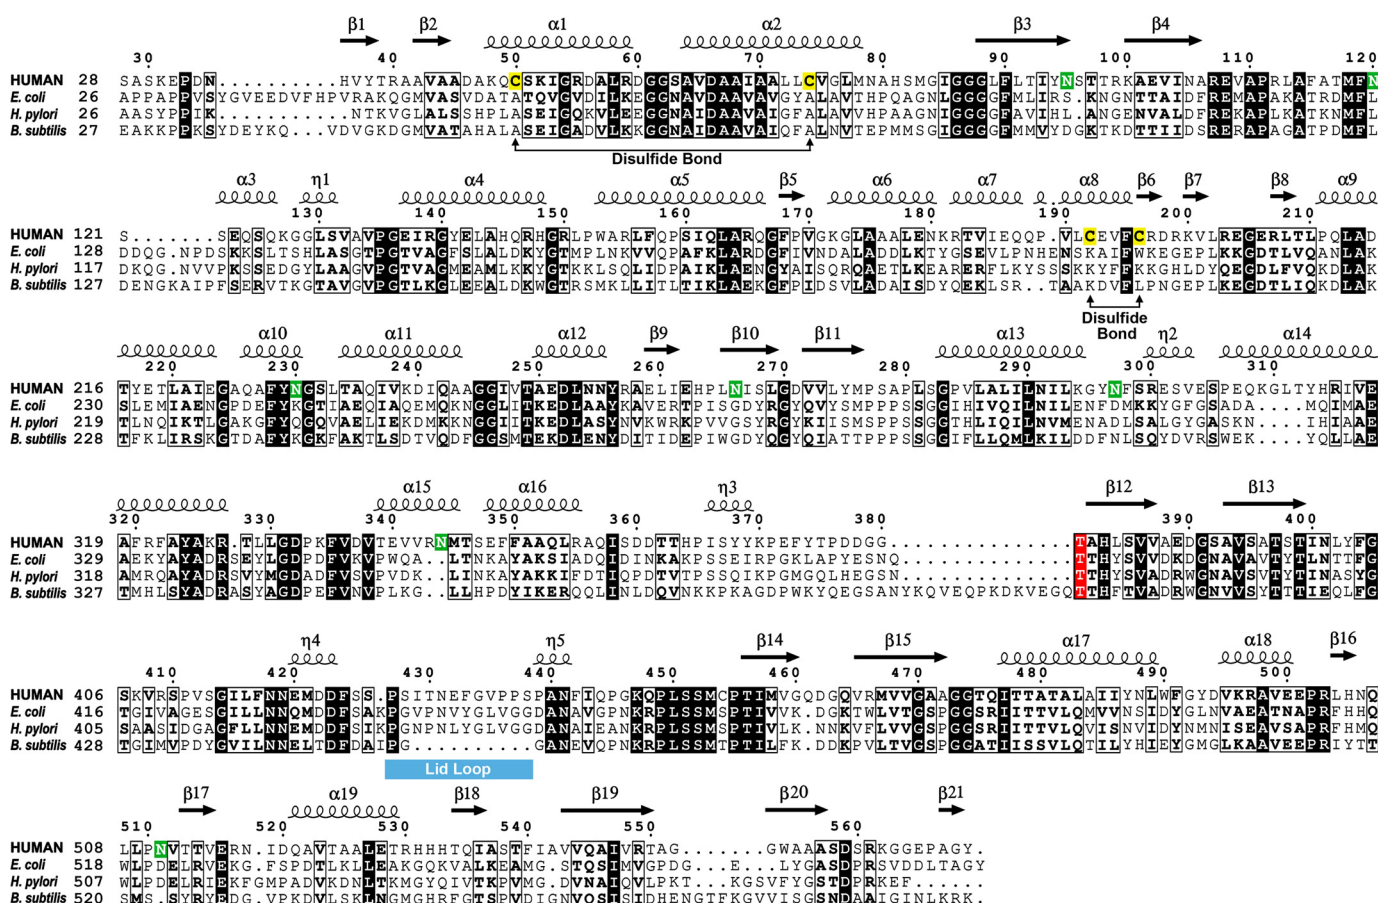 β1 β2 α1 α2 β3 β4
30 40 50 60 70 80 90 100 110 120
HUMAN 28 SASKEPDN..........HVYTRAAVAADAKQCSKIGRDALRDGGSAVDAAIAALLCVGLMNAHSMGIGGGLFLTIYNSTTRKAEVINAREVAPRLAFATMFN
E.coli 26 APPAPPVSYGVEEDVFHPVRAKQGMVASVDATATQVGVDILKEGGNAVDAAVAVGYALAVTHPQAGNLGGGGFMLIRS.KNGNTTAIDFREMAPAKATRDMFL
H.pylori 26 AASYPPIK..........NTKVGLALSSHPLASEIGQKVLEEGGNAIDAAVAIGFALAVVHPAAGNIGGGGFAVIHL.ANGENVALDFREKAPLKATKNMFL
B.subtilis 27 EAKKPPKSYDEYKQ....VDVGKDGMVATAHALASEIGADVLKKGGNAIDAAVAIQFALNVTEPMMSGIGGGGFMMVYDGKTKDTTIIDSRERAPAGATPDMFL
Disulfide Bond
α3 η1 α4 α5 β5 α6 α7 α8 β6 β7 β8 α9
130 140 150 160 170 180 190 200 210
HUMAN 121 S.......SEQSQKGGLSVAVPGEIRGYELAHQRHGRLPWARLFQPSIQLARQGFPVGKGLAAALENKRTVIEQQP.VLCEVFCRDRKVLREGERLTLPQLAD
E.coli 128 DDQG.NPDSKKSLTSHLASGTPGTVAGFSLALDKYGTMPLNKVVQPAFKLARDGFIVNDALADDLKTYGSEVLPNHENSKAIFWKEGEPLKKGDTLVQANLAK
H.pylori 117 DKQG.NVVPKLSEDGYLAAGVPGTVAGMEAMLKKYGTKKLSQLIDPAIKLAENGYAISQRQAETLKEARERFLKYSSSKKYFFKKGHLDYQEGDLFVQKDLAK
B.subtilis 127 DENGKAIPFSERVTKGTAVGVPGTLKGLEEALDKWGTRSMKKLITLTIKLAEKGFPIDSVLADAISDYQEKLSR.TAAKDVFLPNGEPLKEGDTLIQKDLAK
Disulfide
Bond
α10 α11 α12 β9 β10 β11 α13 η2 α14
220 230 240 250 260 270 280 290 300 310
HUMAN 216 TYETLAIEGAQAFYNGSLTAQIVKDIQAAGGIVTAEDLNNYRAELIEHPLNISLGDVVLYMPSAPLSGPVLALILNILKGYNFSRESVESPEQKGLTYHRIVE
E.coli 230 SLEMIAENGPDEFYKGTIAEQIAQEMQKNGGLITKEDLAAYKAVERTPISGDYRGYQVYSMPPPSSGGIHIVQILNILENFDMKKYGFGSADA....MQIMAE
H.pylori 219 TLNQIKTLGAKGFYQGQVAELIEKDMKKNGGIITKEDLASYNVKWRKPVVGSYRGYKIISMSPPSSGGTHLIQILNVMENADLSALGYGASKN....IHIAAE
B.subtilis 228 TFKLIRSKGTDAFYKGKFAKTLSDTVQDFGGSMTEKDLENYDITIDEPIWGDYQGYQIATTPPPSSGGIFLLQMLKILDDFNLSQYDVRSWEK....YQLLAE
α15 α16 η3 β12 β13
320 330 340 350 360 370 380 390 400
HUMAN 319 AFRFAYAKR.TLLGDPKFVDVTEVVRNMTSEFFAAQLRAQISDDTTHPISYYKPEFYTPDDGG................TAHLSVVAEDGSAVSATSTINLYFG
E.coli 329 AEKYAYADRSEYLGDPDFVKVPWQA..LTNKAYAKSIADQIDINKAKPSSEIRPGKLAPYESNQ..............TTHYSVVDKDGNAVAVTYTLNTTFG
H.pylori 318 AMRQAYADRSVYMGDADFVSVPVDK..LINKAYAKKIFDTIQPDTVTPSSQIKPGMGQLHEGSN..............TTHYSVADRWGNAVSVTYTINASYG
B.subtilis 327 TMHLSYADRASYAGDPEFVNVPLKG..LLHPDYIKERQQLINLDQVNKKPKAGDPWKYQEGSANYKQVEQPKDKVEGQTTHFTVADRWGNVVSYTTTIEQLFG
η4 η5 β14 β15 α17 α18 β16
410 420 430 440 450 460 470 480 490 500
HUMAN 406 SKVRSPVSGILFNNEMDDFSS.PSITNEFGVPPSPANFIQPGKQPLSSMCPTIMVGQDGQVRMVVGAAGGTQITTATALAIIYNLWFGYDVKRAVEEPRLHNQ
E.coli 416 TGIVAGESGILLNNQMDDFSAKPGVPNVYGLVGGDANAVGPNKRPLSSMSPTIVVK.DGKTWLVTGSPGGSRIITTVLQMVVNSIDYGLNVAEATNAPRFHHQ
H.pylori 405 SAASIDGAGFLLNNEMDDFSIKPGNPNLYGLVGGDANAIEANKRPLSSMSPTIVLK.NNKVFLVVGSPGGSRIITTVLQVISNVIDYNMNISEAVSAPRFHMQ
B.subtilis 428 TGIMVPDYGVILNNELTDFDAIPG..........GANEVQPNKRPLSSMTPTILFK.DDKPVLTVGSPGGATIISSVLQTILYHIEYGMGLKAAVEEPRIYTT
Lid Loop
β17 α19 β18 β19 β20 β21
510 520 530 540 550 560
HUMAN 508 LLPNVTTVERN.IDQAVTAALETRHHHTQIASTFIAVVQAIVRTAG.......GWAAASDSRKGGEPAGY.
E.coli 518 WLPDELRVEKG.FSPDTLKLLEAKGQKVALKEAMG.STQSIMVGPDG...E...LYGASDPRSVDDLTAGY
H.pylori 507 WLPDELRIEKFGMPADVKDNLTKMGYQIVTKPVMG.DVNAIQVLPKT....KGSVFYGSTDPRKEF......
B.subtilis 520 SMS.SYRYEDG.VPKDVLSKLNGMGHRFGTSPVDIGNVQSISIDHENGTFKGVVISGSNDAAIGINLKRK.